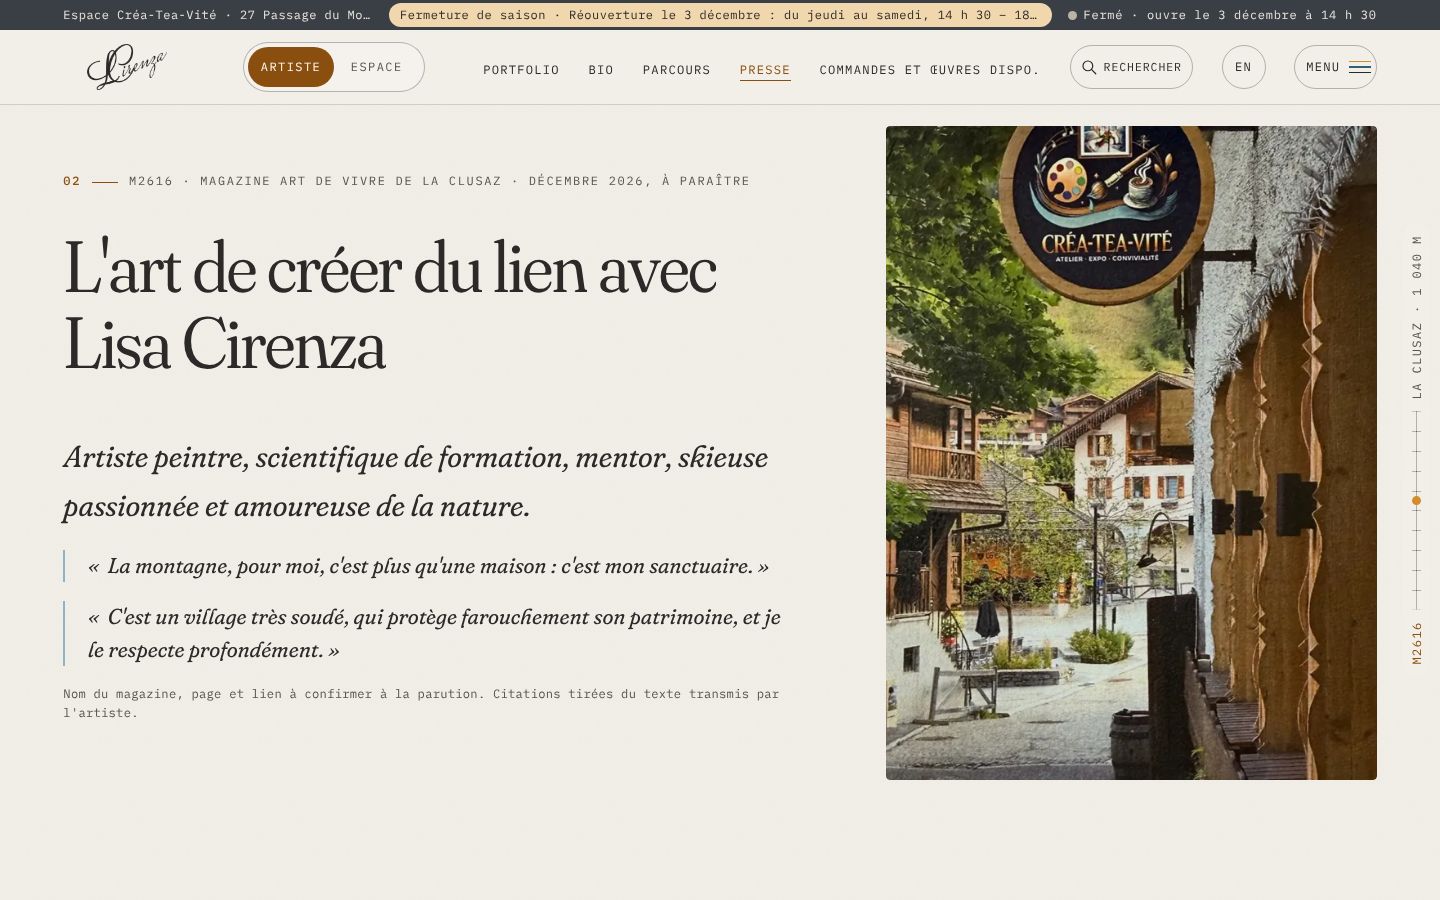 Espace Créa-Tea-Vité · 27 Passage du Mo…
Fermeture de saison · Réouverture le 3 décembre : du jeudi au samedi, 14 h 30 – 18…
Fermé · ouvre le 3 décembre à 14 h 30
Cirenza
ARTISTE
ESPACE
PORTFOLIO
BIO
PARCOURS
PRESSE
COMMANDES ET ŒUVRES DISPO.
RECHERCHER
EN
MENU
02
M2616 · MAGAZINE ART DE VIVRE DE LA CLUSAZ · DÉCEMBRE 2026, À PARAÎTRE
L'art de créer du lien avec
Lisa Cirenza
Artiste peintre, scientifique de formation, mentor, skieuse
passionnée et amoureuse de la nature.
« La montagne, pour moi, c'est plus qu'une maison : c'est mon sanctuaire. »
« C'est un village très soudé, qui protège farouchement son patrimoine, et je
le respecte profondément. »
Nom du magazine, page et lien à confirmer à la parution. Citations tirées du texte transmis par
l'artiste.
CRÉA-TEA-VITÉ
ATELIER · EXPO · CONVIVIALITÉ
LA CLUSAZ · 1 040 M
M2616